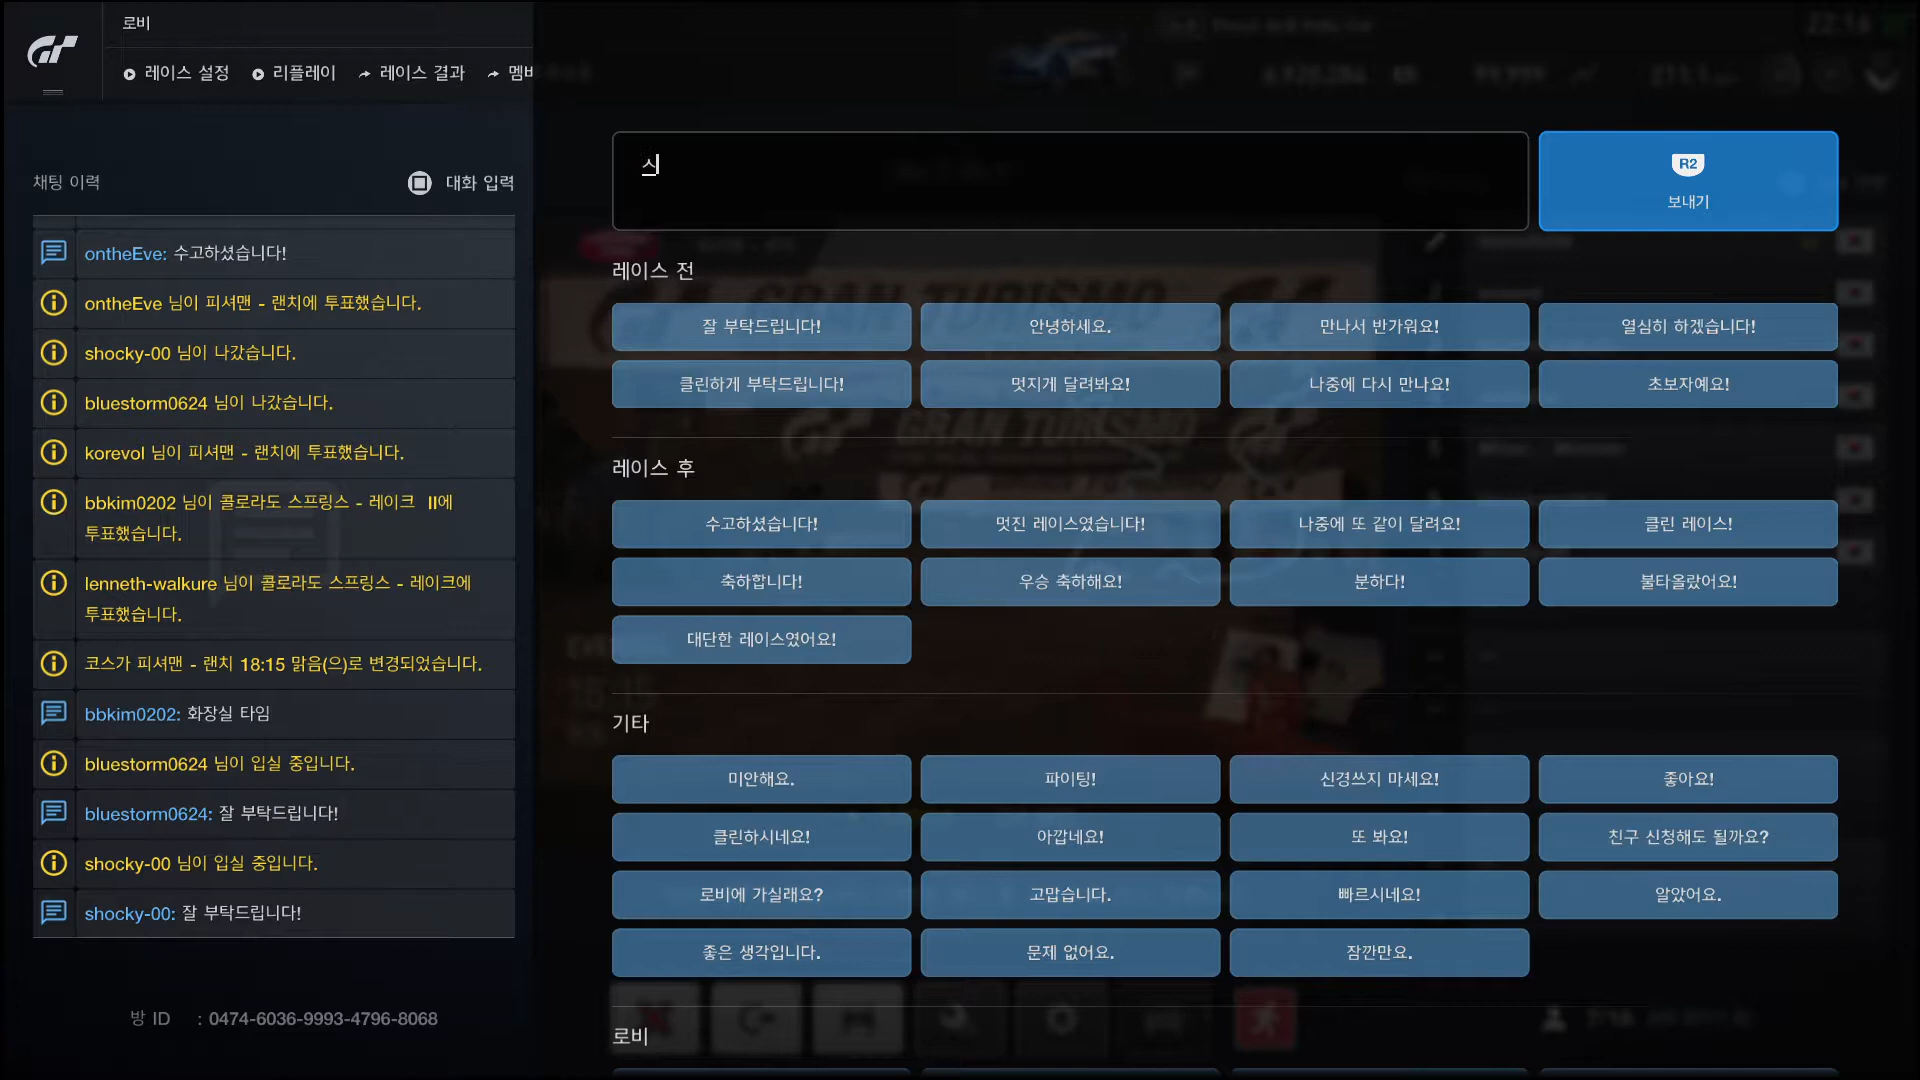 로비
레이스 설정
리플레이
레이스 결과
채팅 이력
대화 입력
ontheEve: 수고하셨습니다!
ontheEve 님이 피셔맨 - 랜치에 투표했습니다.
shocky-00 님이 나갔습니다.
bluestorm0624 님이 나갔습니다.
korevol 님이 피셔맨 - 랜치에 투표했습니다.
bbkim0202 님이 콜로라도 스프링스 - 레이크 II에
투표했습니다.
lenneth-walkure 님이 콜로라도 스프링스 - 레이크에
투표했습니다.
코스가 피셔맨 - 랜치 18:15 맑음(으)로 변경되었습니다.
bbkim0202: 화장실 타임
bluestorm0624 님이 입실 중입니다.
bluestorm0624: 잘 부탁드립니다!
shocky-00 님이 입실 중입니다.
shocky-00: 잘 부탁드립니다!
방 ID : 0474-6036-9993-4796-8068
스
R2
보내기
레이스 전
잘 부탁드립니다!
안녕하세요.
만나서 반가워요!
열심히 하겠습니다!
클린하게 부탁드립니다!
멋지게 달려봐요!
나중에 다시 만나요!
초보자예요!
레이스 후
수고하셨습니다!
멋진 레이스였습니다!
나중에 또 같이 달려요!
클린 레이스!
축하합니다!
우승 축하해요!
분하다!
불타올랐어요!
대단한 레이스였어요!
기타
미안해요.
파이팅!
신경쓰지 마세요!
좋아요!
클린하시네요!
아깝네요!
또 봐요!
친구 신청해도 될까요?
로비에 가실래요?
고맙습니다.
빠르시네요!
알았어요.
좋은 생각입니다.
문제 없어요.
잠깐만요.
로비